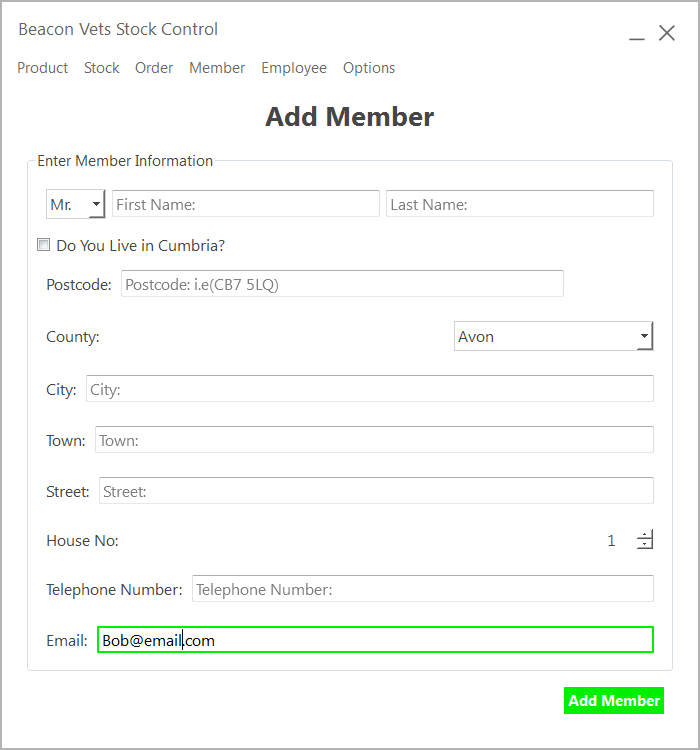 Beacon Vets Stock Control
Product Stock Order Member Employee Options
Add Member
Enter Member Information
Mr. First Name: Last Name:
Do You Live in Cumbria?
Postcode: Postcode: i.e(CB7 5LQ)
County: Avon
City: City:
Town: Town:
Street: Street:
House No: 1
Telephone Number: Telephone Number:
Email: Bob@email.com
Add Member